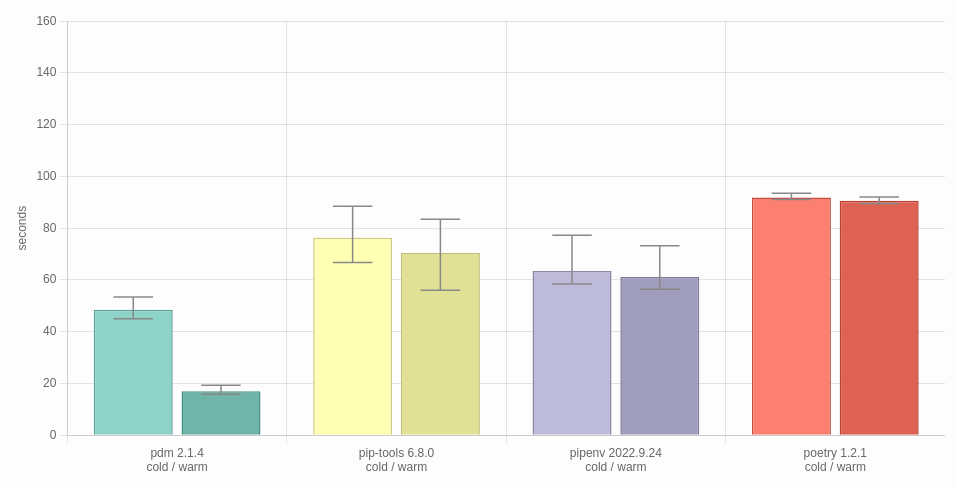 160
140
120
100
80
60
40
20
0
seconds
pdm 2.1.4
cold / warm
pip-tools 6.8.0
cold / warm
pipenv 2022.9.24
cold / warm
poetry 1.2.1
cold / warm